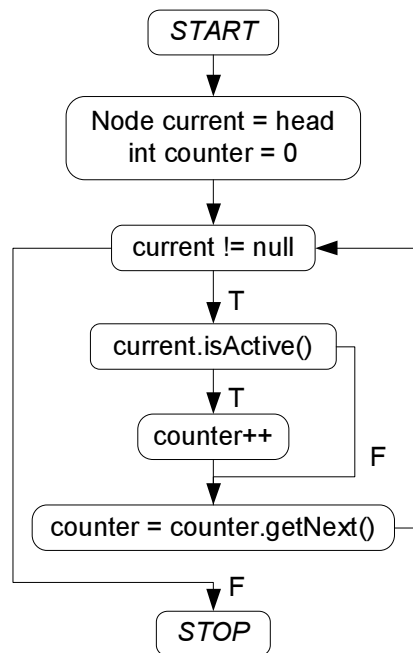 START
Node current = head
int counter = 0
current != null
T
current.isActive()
T
counter++
F
counter = counter.getNext()
F
STOP